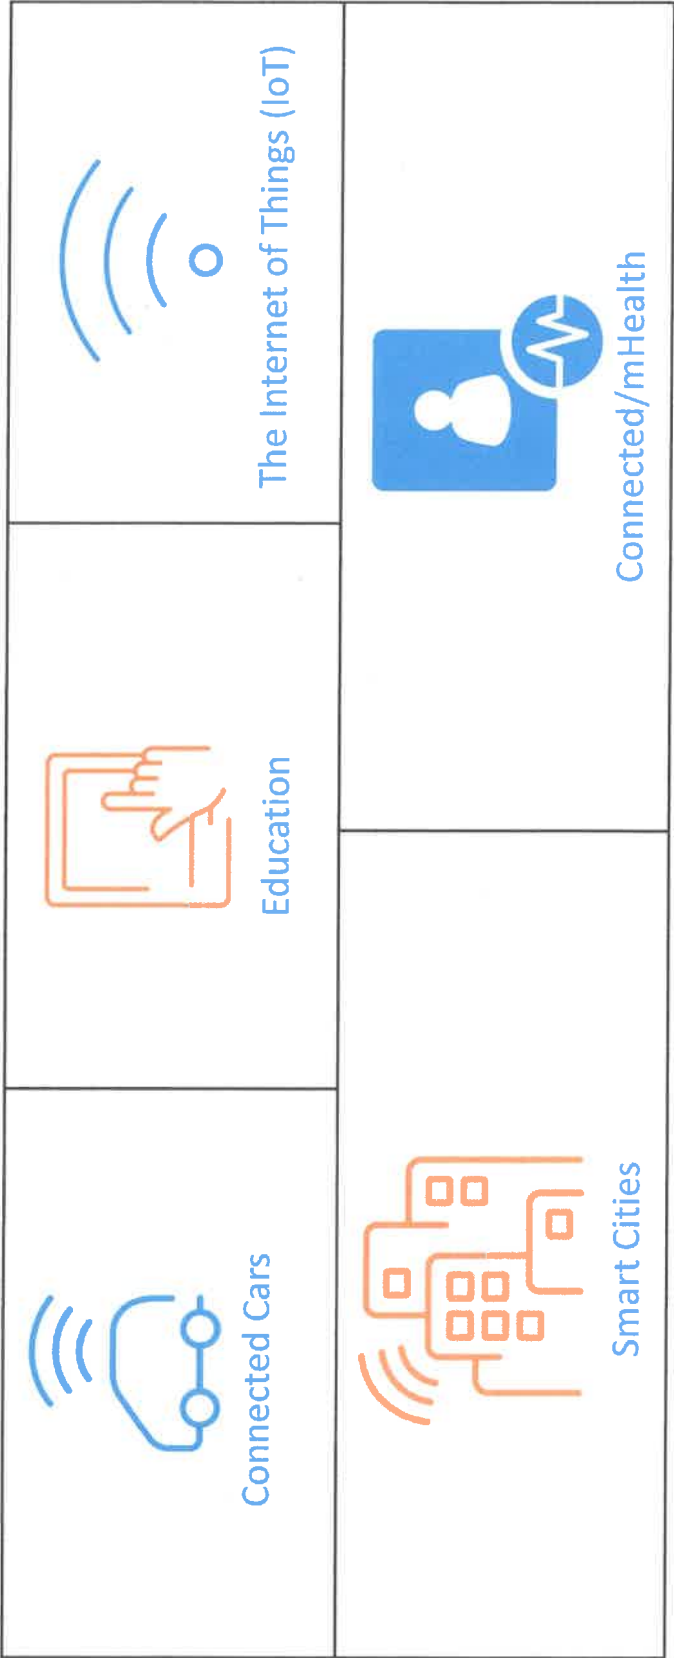 Connected Cars
Education
The Internet of Things (IoT)
Smart Cities
Connected/mHealth